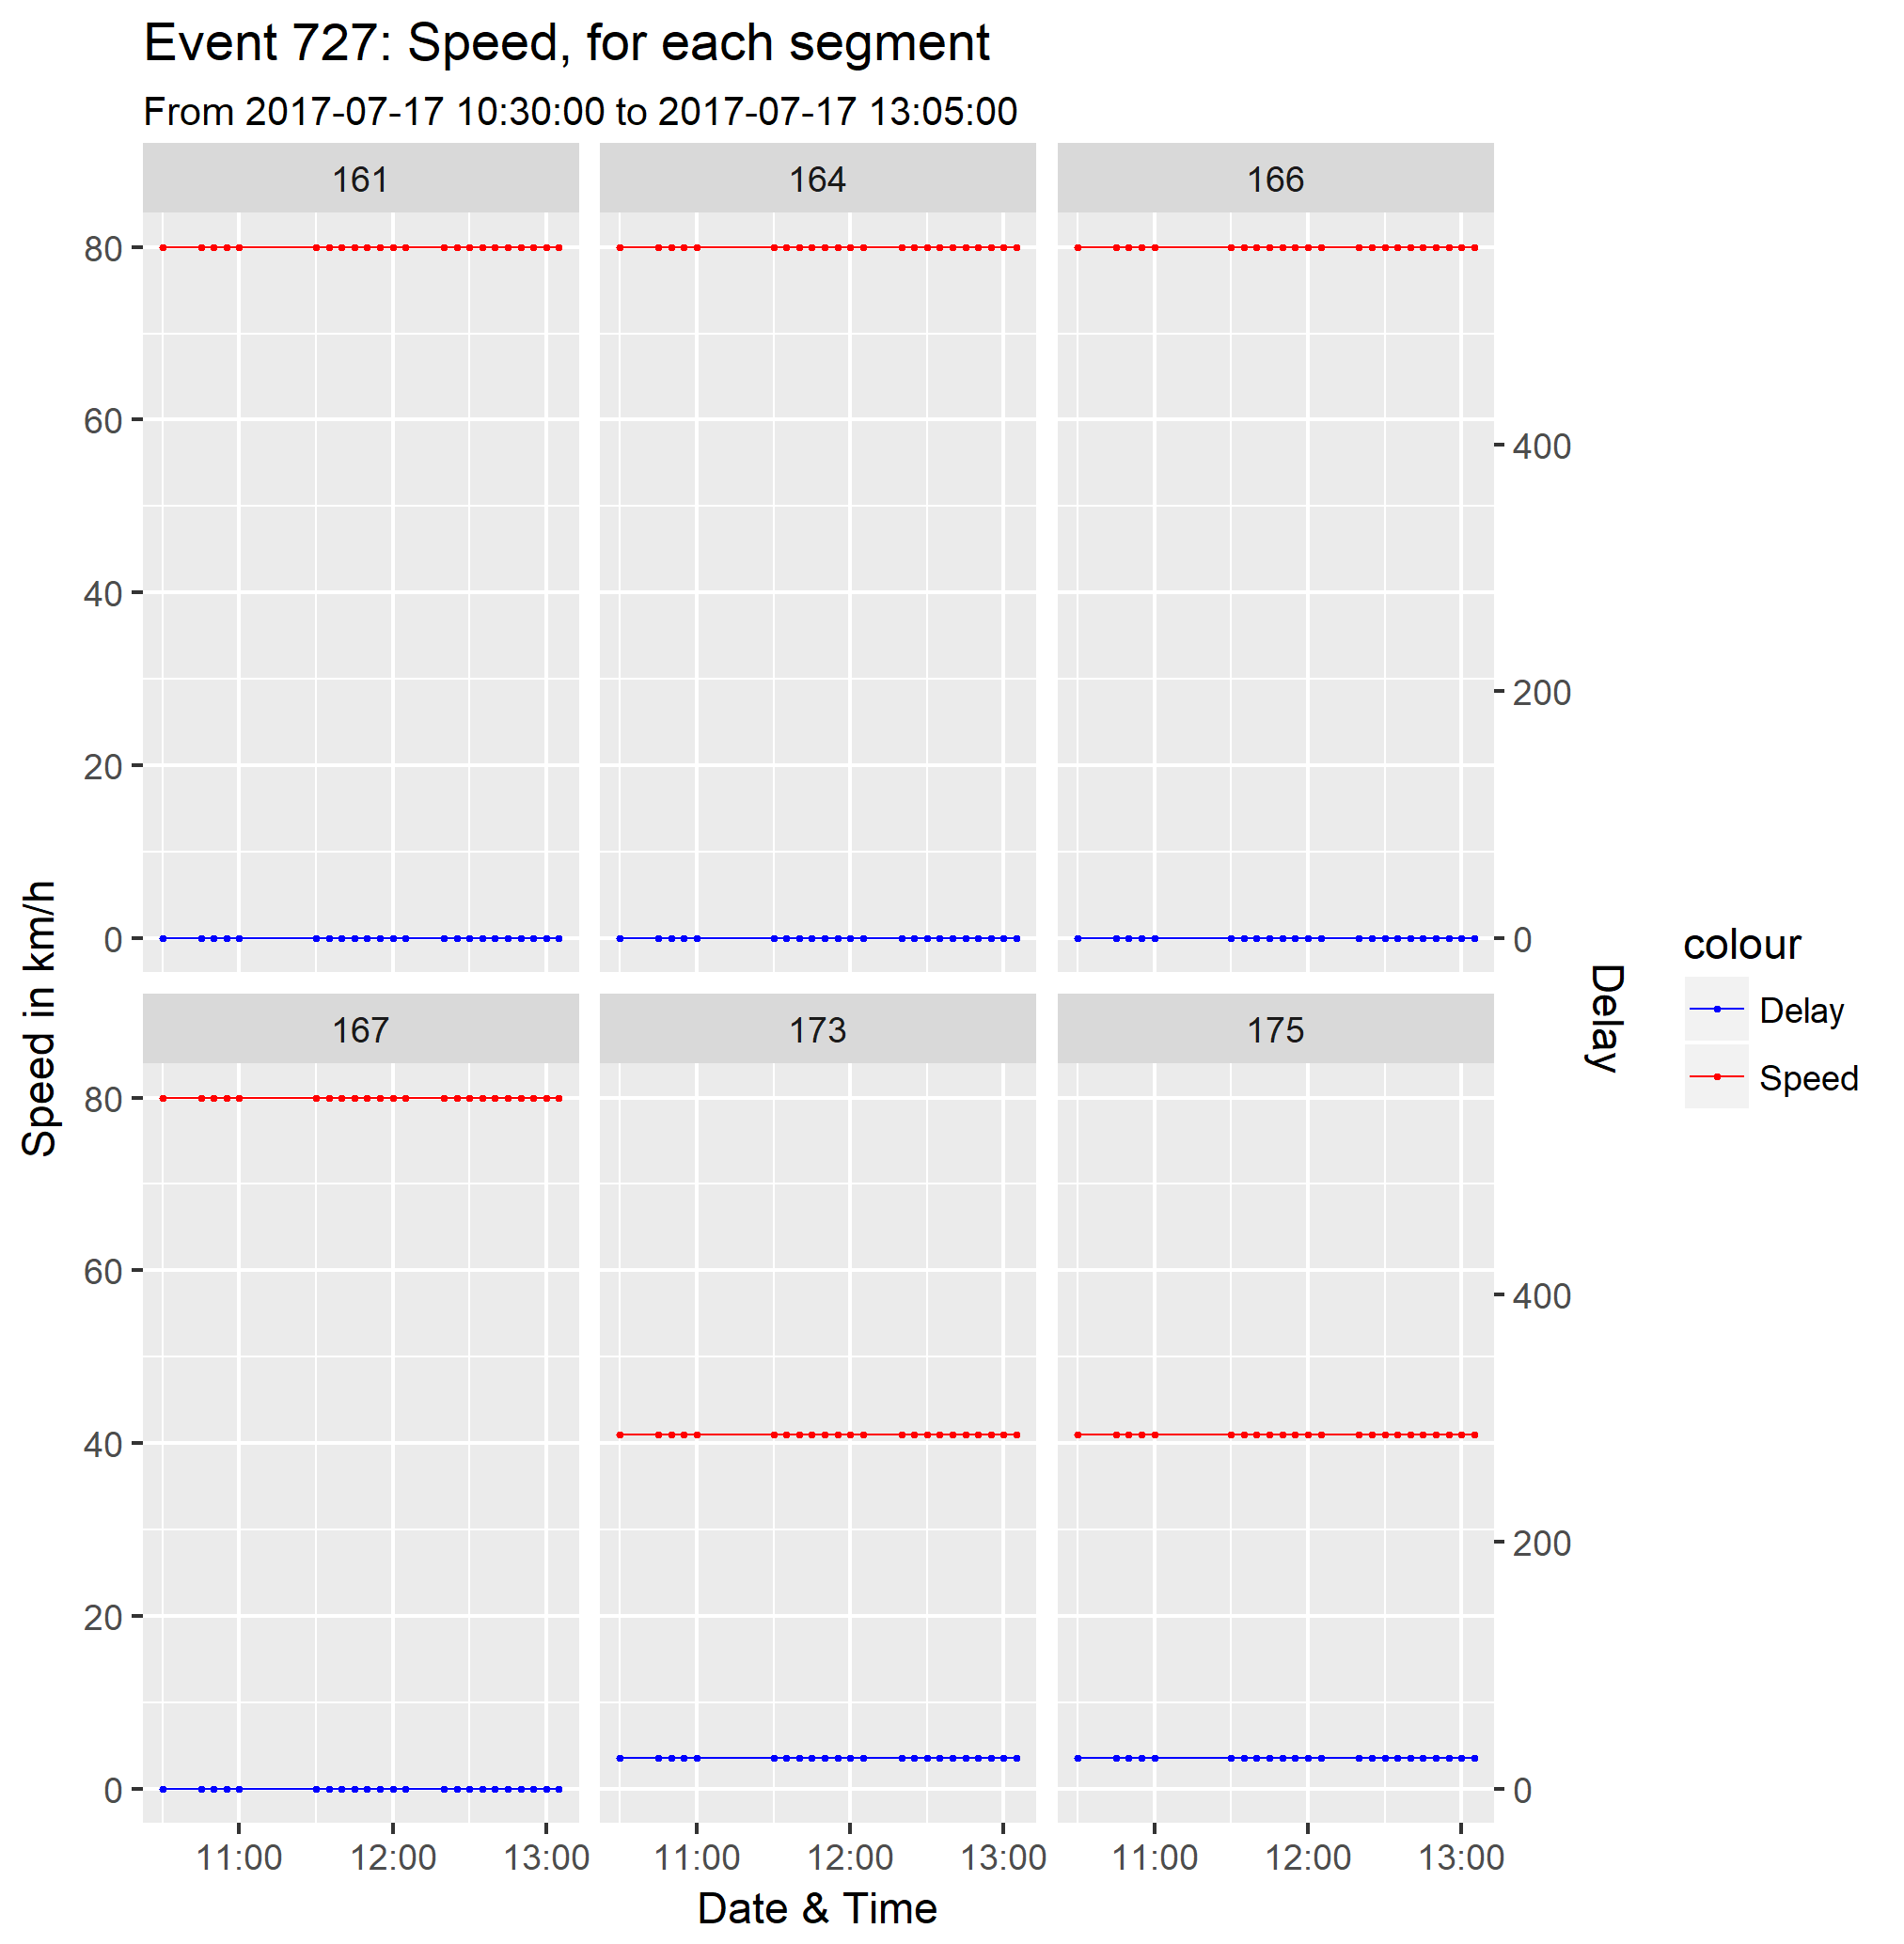 Event 727: Speed, for each segment
From 2017-07-17 10:30:00 to 2017-07-17 13:05:00
161 164 166
80
60
40
20
0
400
200
0
167 173 175
80
60
40
20
0
400
200
0
11:00 12:00 13:00 11:00 12:00 13:00 11:00 12:00 13:00
Date & Time
Speed in km/h
Delay
colour
Delay
Speed